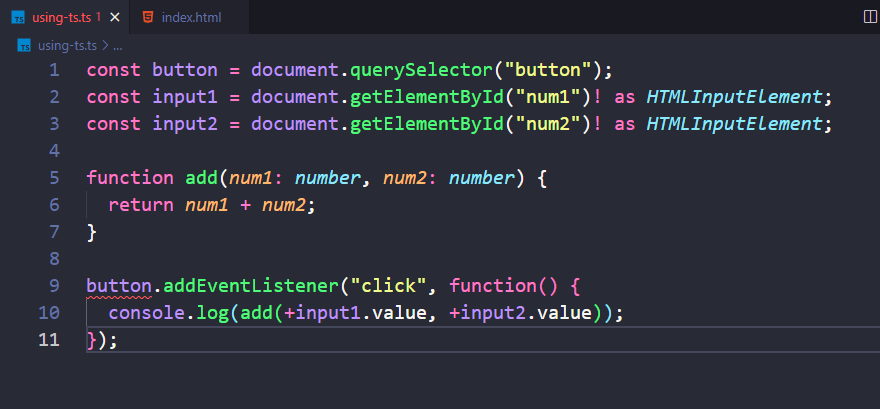 TS using-ts.ts 1 × index.html
TS using-ts.ts > ...
1 const button = document.querySelector("button");
2 const input1 = document.getElementById("num1")! as HTMLInputElement;
3 const input2 = document.getElementById("num2")! as HTMLInputElement;
4
5 function add(num1: number, num2: number) {
6   return num1 + num2;
7 }
8
9 button.addEventListener("click", function() {
10   console.log(add(+input1.value, +input2.value));
11 });